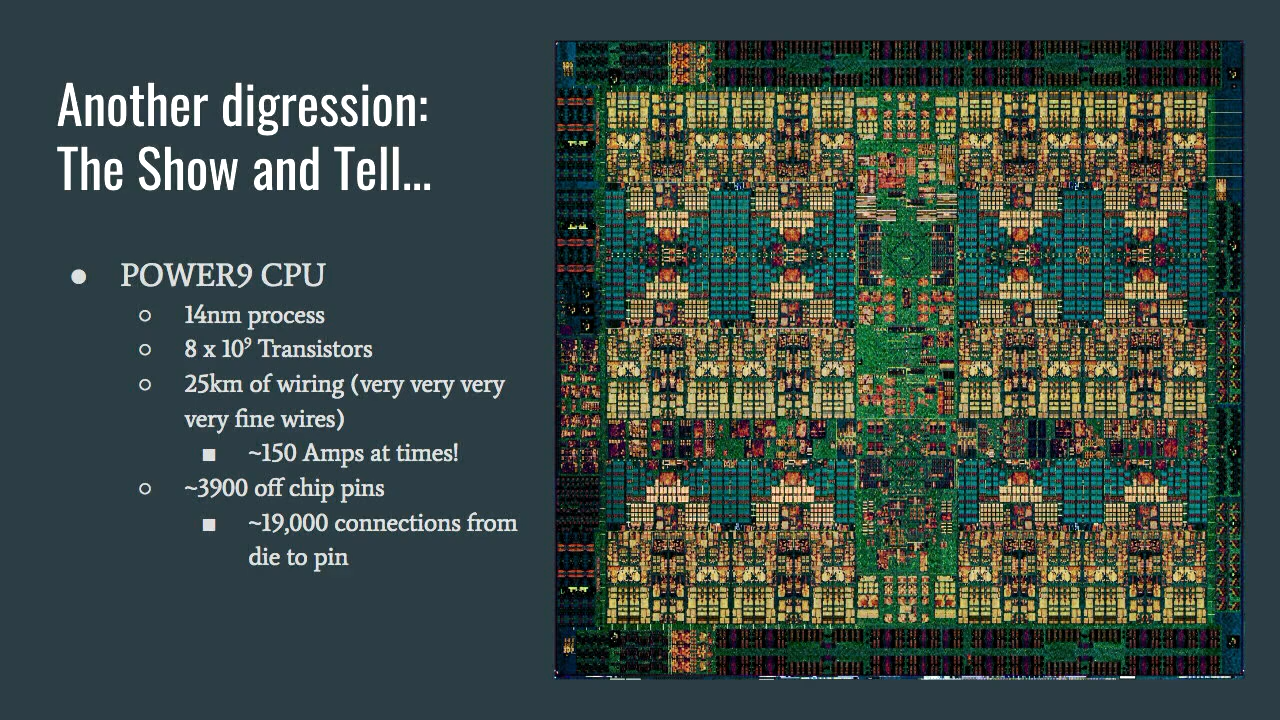 Another digression:
The Show and Tell...
● POWER9 CPU
○ 14nm process
○ 8 x 10⁹ Transistors
○ 25km of wiring (very very very
very fine wires)
■ ~150 Amps at times!
○ ~3900 off chip pins
■ ~19,000 connections from
die to pin